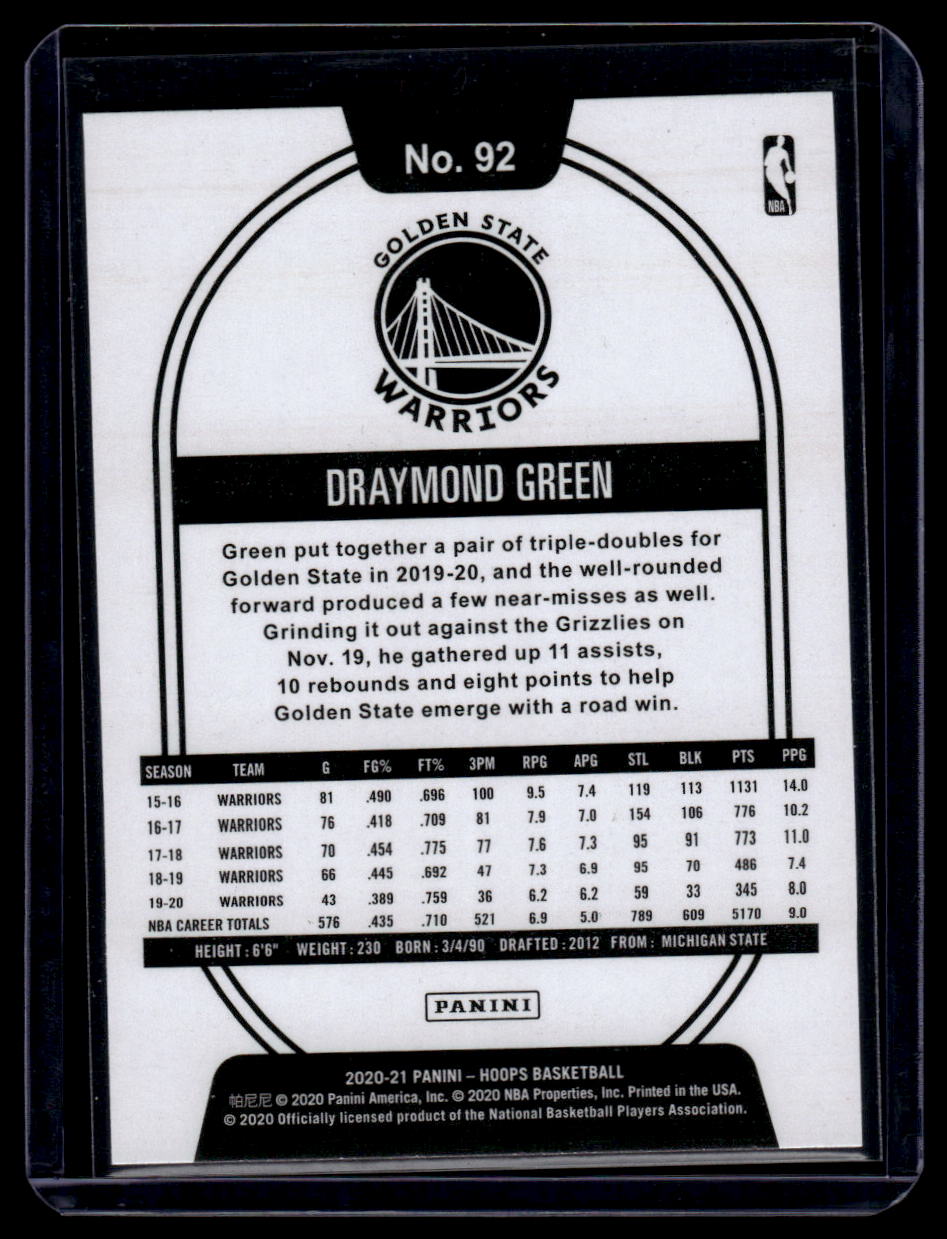 No. 92
NBA
GOLDEN STATE
WARRIORS
DRAYMOND GREEN
Green put together a pair of triple-doubles for
Golden State in 2019-20, and the well-rounded
forward produced a few near-misses as well.
Grinding it out against the Grizzlies on
Nov. 19, he gathered up 11 assists,
10 rebounds and eight points to help
Golden State emerge with a road win.
SEASON TEAM G FG% FT% 3PM RPG APG STL BLK PTS PPG
15-16 WARRIORS 81 .490 .696 100 9.5 7.4 119 113 1131 14.0
16-17 WARRIORS 76 .418 .709 81 7.9 7.0 154 106 776 10.2
17-18 WARRIORS 70 .454 .775 77 7.6 7.3 95 91 773 11.0
18-19 WARRIORS 66 .445 .692 47 7.3 6.9 95 70 486 7.4
19-20 WARRIORS 43 .389 .759 36 6.2 6.2 59 33 345 8.0
NBA CAREER TOTALS 576 .435 .710 521 6.9 5.0 789 609 5170 9.0
HEIGHT: 6'6" WEIGHT: 230 BORN: 3/4/90 DRAFTED: 2012 FROM: MICHIGAN STATE
PANINI
2020-21 PANINI – HOOPS BASKETBALL
帕尼尼 © 2020 Panini America, Inc. © 2020 NBA Properties, Inc. Printed in the USA.
© 2020 Officially licensed product of the National Basketball Players Association.